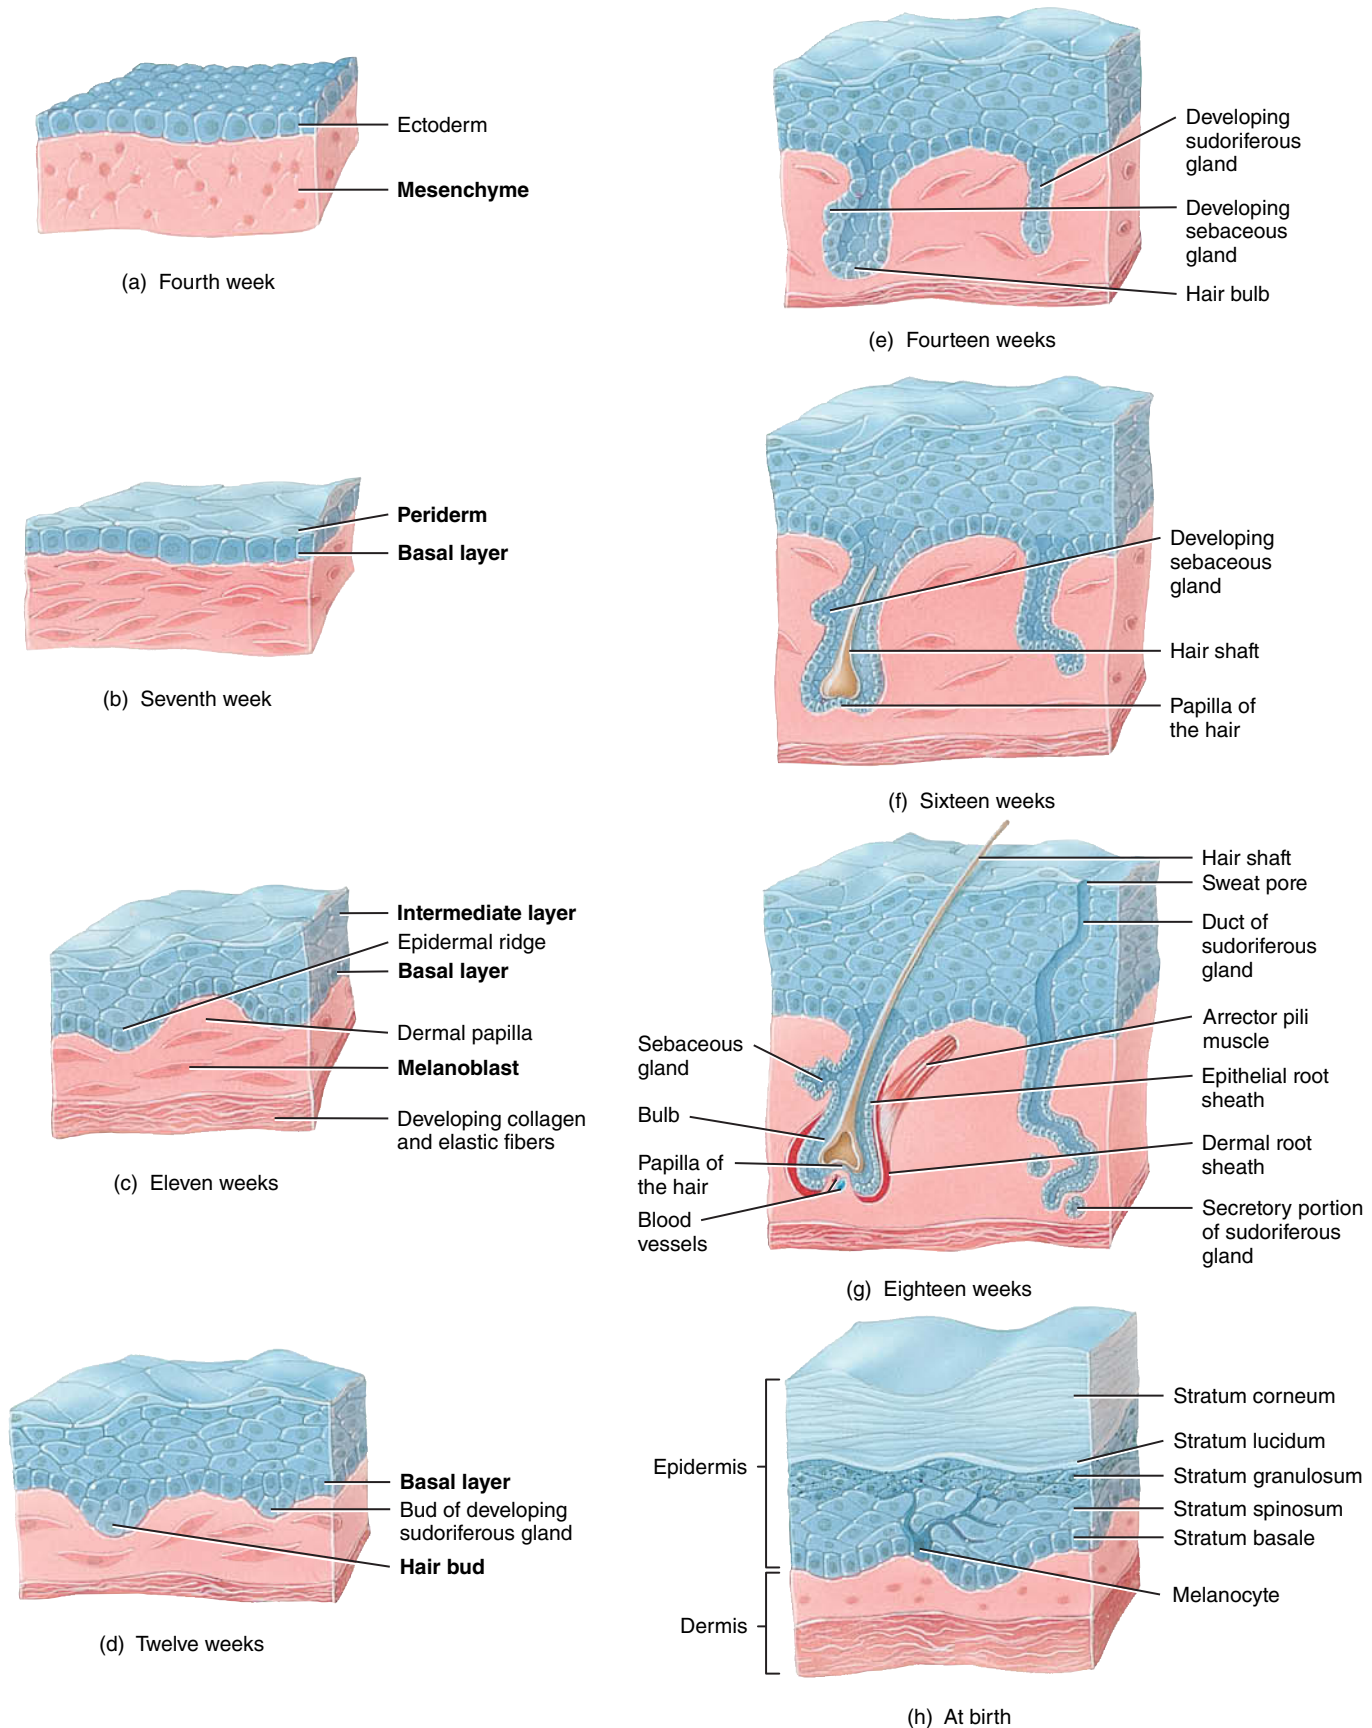 Ectoderm
Mesenchyme
(a) Fourth week
Periderm
Basal layer
(b) Seventh week
Intermediate layer
Epidermal ridge
Basal layer
Dermal papilla
Melanoblast
Developing collagen
and elastic fibers
(c) Eleven weeks
Basal layer
Bud of developing
sudoriferous gland
Hair bud
(d) Twelve weeks
Developing
sudoriferous
gland
Developing
sebaceous
gland
Hair bulb
(e) Fourteen weeks
Developing
sebaceous
gland
Hair shaft
Papilla of
the hair
(f) Sixteen weeks
Hair shaft
Sweat pore
Duct of
sudoriferous
gland
Arrector pili
muscle
Epithelial root
sheath
Dermal root
sheath
Secretory portion
of sudoriferous
gland
Sebaceous
gland
Bulb
Papilla of
the hair
Blood
vessels
(g) Eighteen weeks
Epidermis
Dermis
Stratum corneum
Stratum lucidum
Stratum granulosum
Stratum spinosum
Stratum basale
Melanocyte
(h) At birth